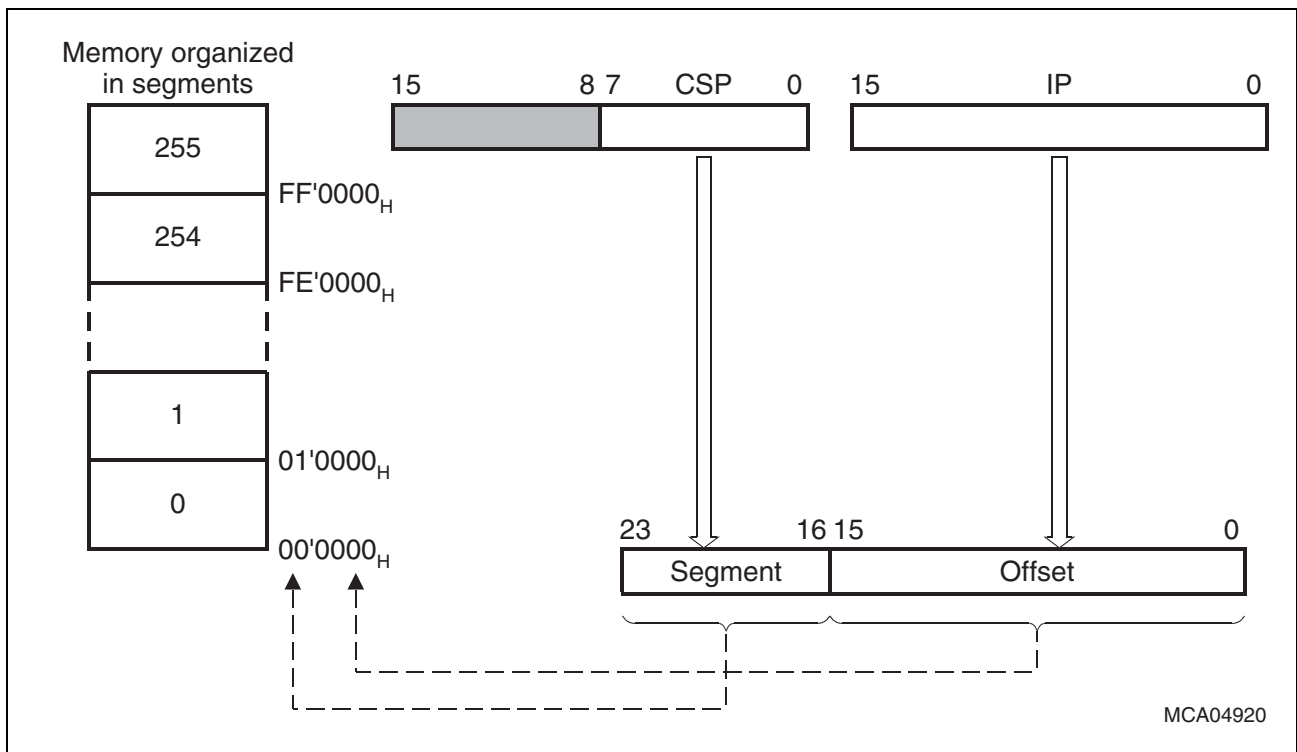 Memory organized
in segments
15 8 7 CSP 0 15 IP 0
255
FF'0000H
254
FE'0000H
1
01'0000H
0
00'0000H
23 16 15 0
Segment Offset
MCA04920